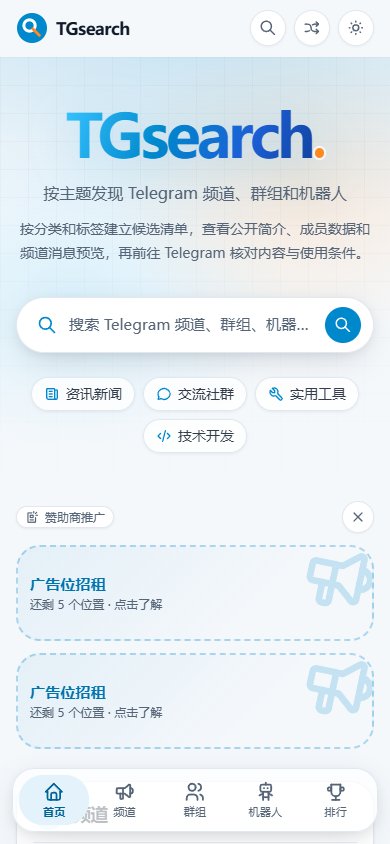 TGsearch
TGsearch.
按主题发现 Telegram 频道、群组和机器人
按分类和标签建立候选清单，查看公开简介、成员数据和
频道消息预览，再前往 Telegram 核对内容与使用条件。
搜索 Telegram 频道、群组、机器...
资讯新闻
交流社群
实用工具
技术开发
赞助商推广
广告位招租
还剩 5 个位置 · 点击了解
广告位招租
还剩 5 个位置 · 点击了解
首页
频道
频道
群组
机器人
排行